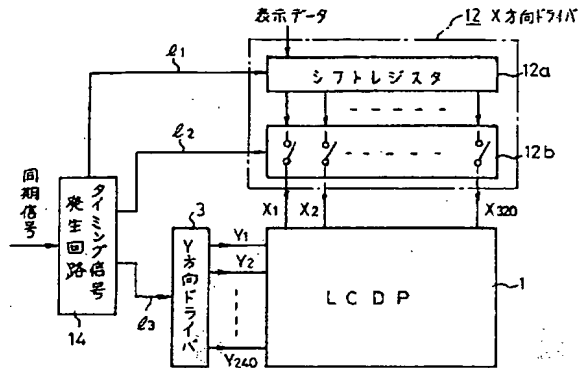 表示データ
12 X方向ドライバ
ℓ1
シフトレジスタ
12a
ℓ2
12b
同期信号
タイミング信号
発生回路
14
ℓ3
3
Y方向ドライバ
Y1
Y2
Y240
X1
X2
X320
LCDP
1